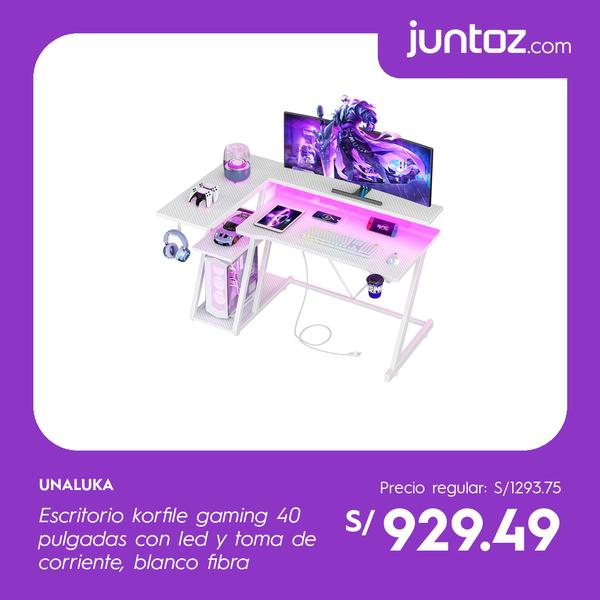 juntoz.com
UNALUKA
Escritorio korfile gaming 40
pulgadas con led y toma de
corriente, blanco fibra
Precio regular: S/1293.75
S/ 929.49